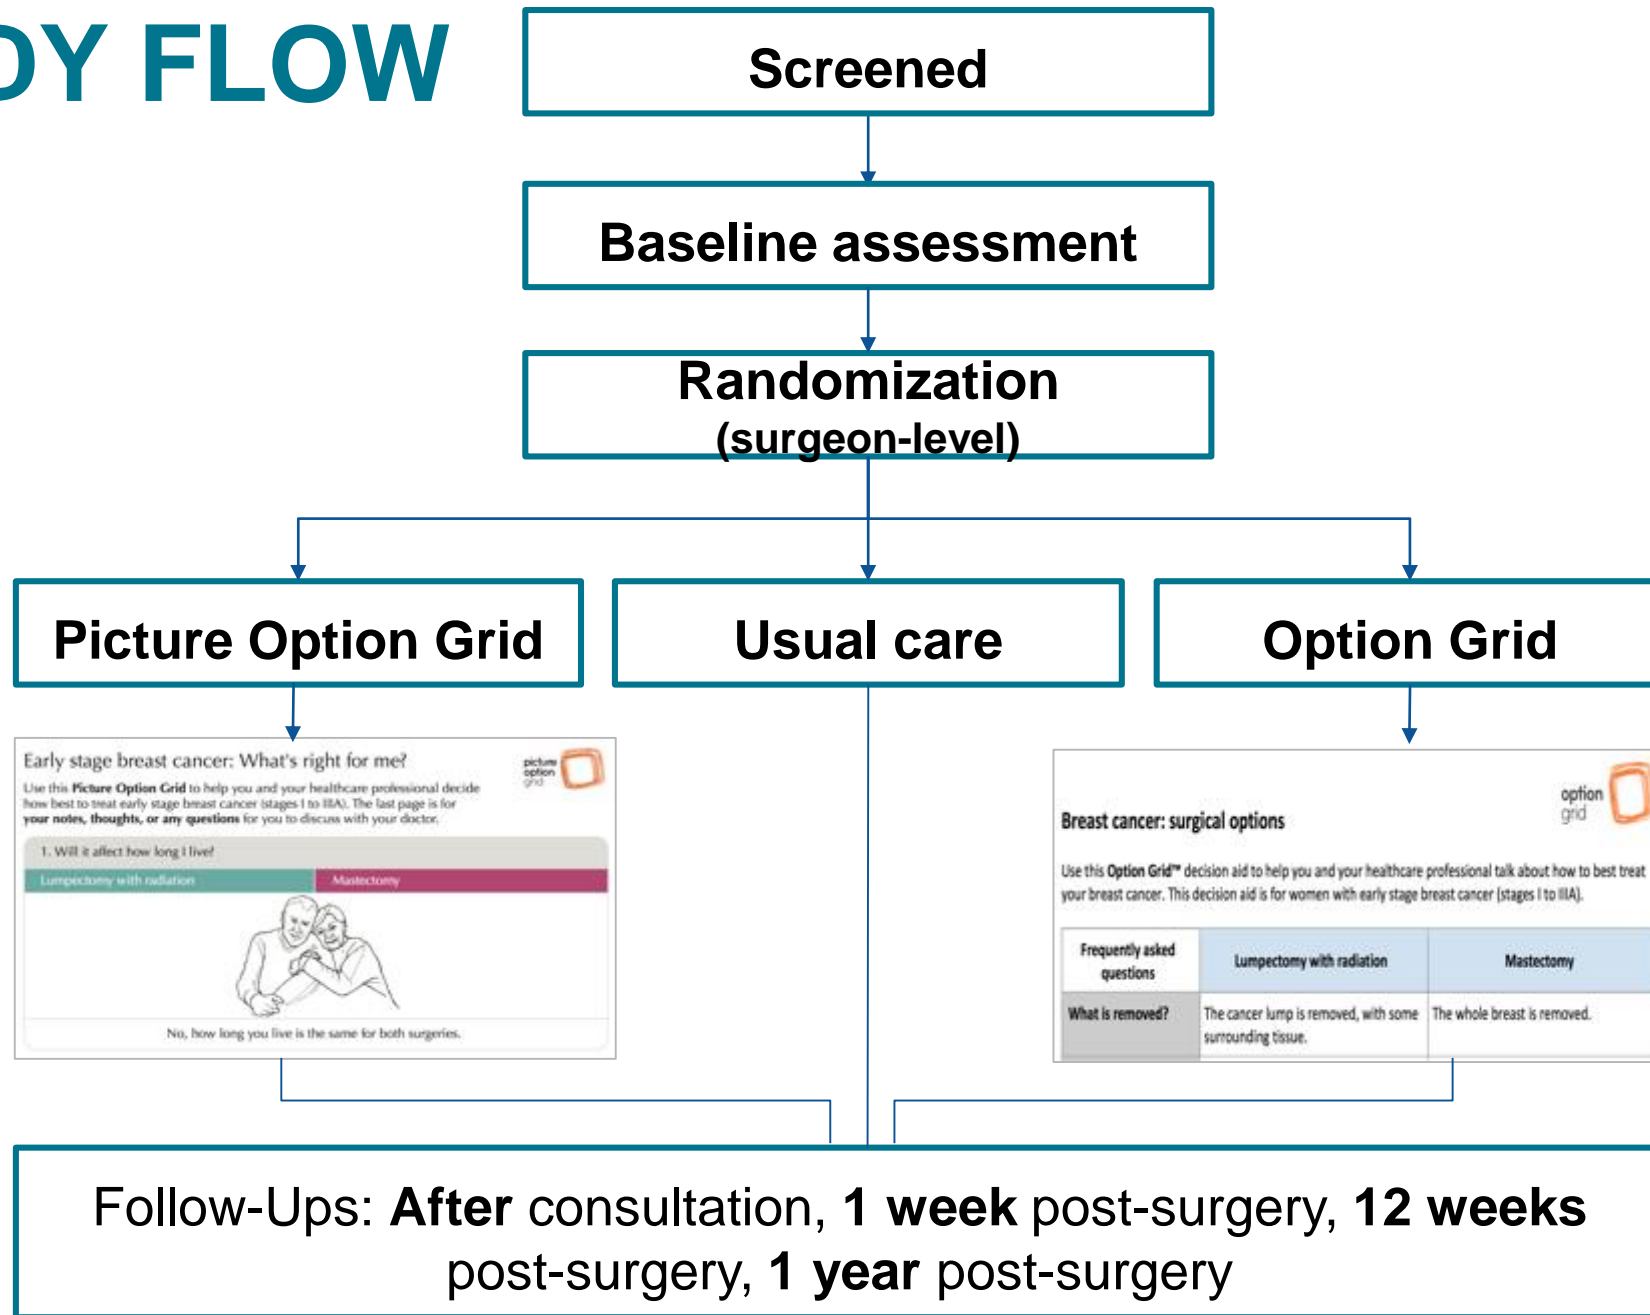 DY FLOW
Screened
Baseline assessment
Randomization
(surgeon-level)
Picture Option Grid
Usual care
Option Grid
Early stage breast cancer: What's right for me?
picture
option
grid
Use this Picture Option Grid to help you and your healthcare professional decide
how best to treat early stage breast cancer (stages I to IIIA). The last page is for
your notes, thoughts, or any questions for you to discuss with your doctor.
1. Will it affect how long I live?
Lumpectomy with radiation
Mastectomy
No, how long you live is the same for both surgeries.
option
grid
Breast cancer: surgical options
Use this Option Grid™ decision aid to help you and your healthcare professional talk about how to best treat
your breast cancer. This decision aid is for women with early stage breast cancer (stages I to IIIA).
Frequently asked
questions
Lumpectomy with radiation
Mastectomy
What is removed?
The cancer lump is removed, with some
surrounding tissue.
The whole breast is removed.
Follow-Ups: After consultation, 1 week post-surgery, 12 weeks
post-surgery, 1 year post-surgery